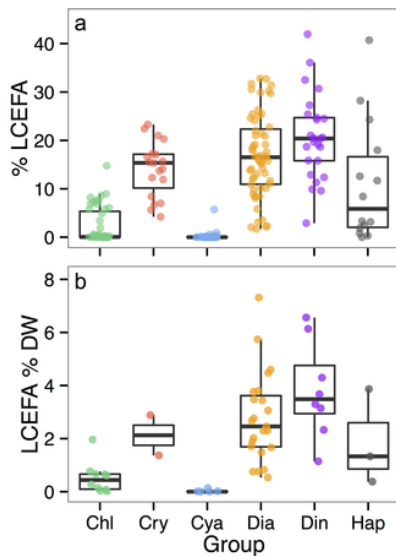 a
% LCEFA
40
30
20
10
0
b
LCEFA % DW
8
6
4
2
0
Chl Cry Cya Dia Din Hap
Group